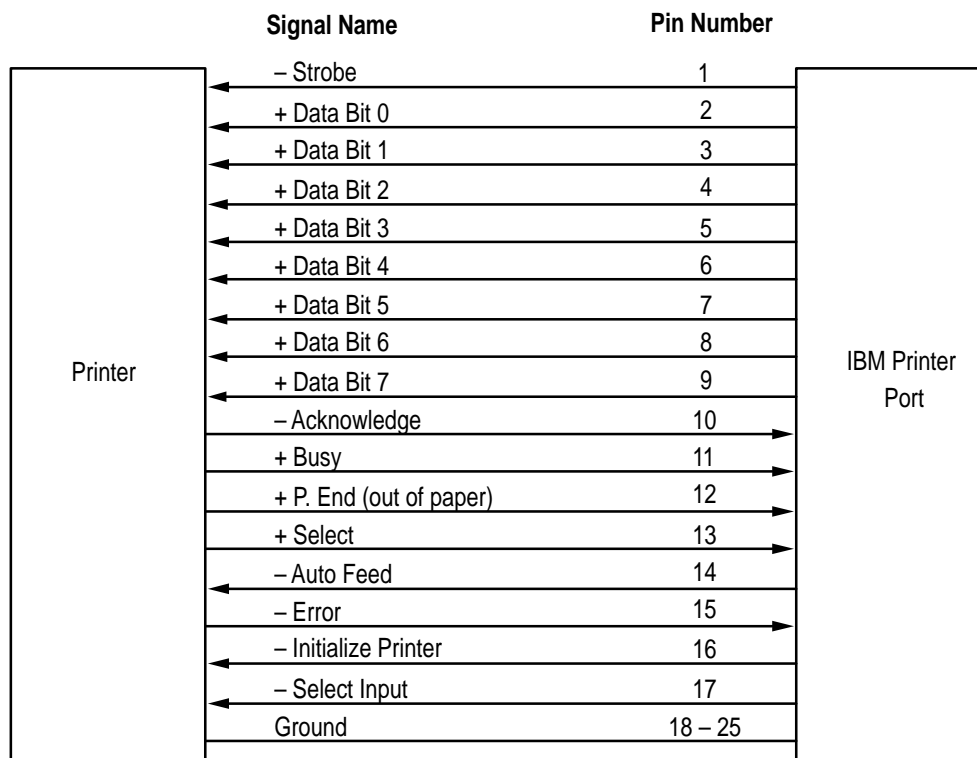 Signal Name Pin Number
– Strobe 1
+ Data Bit 0 2
+ Data Bit 1 3
+ Data Bit 2 4
+ Data Bit 3 5
+ Data Bit 4 6
+ Data Bit 5 7
+ Data Bit 6 8
+ Data Bit 7 9
– Acknowledge 10
+ Busy 11
+ P. End (out of paper) 12
+ Select 13
– Auto Feed 14
– Error 15
– Initialize Printer 16
– Select Input 17
Ground 18 – 25
Printer
IBM Printer
Port